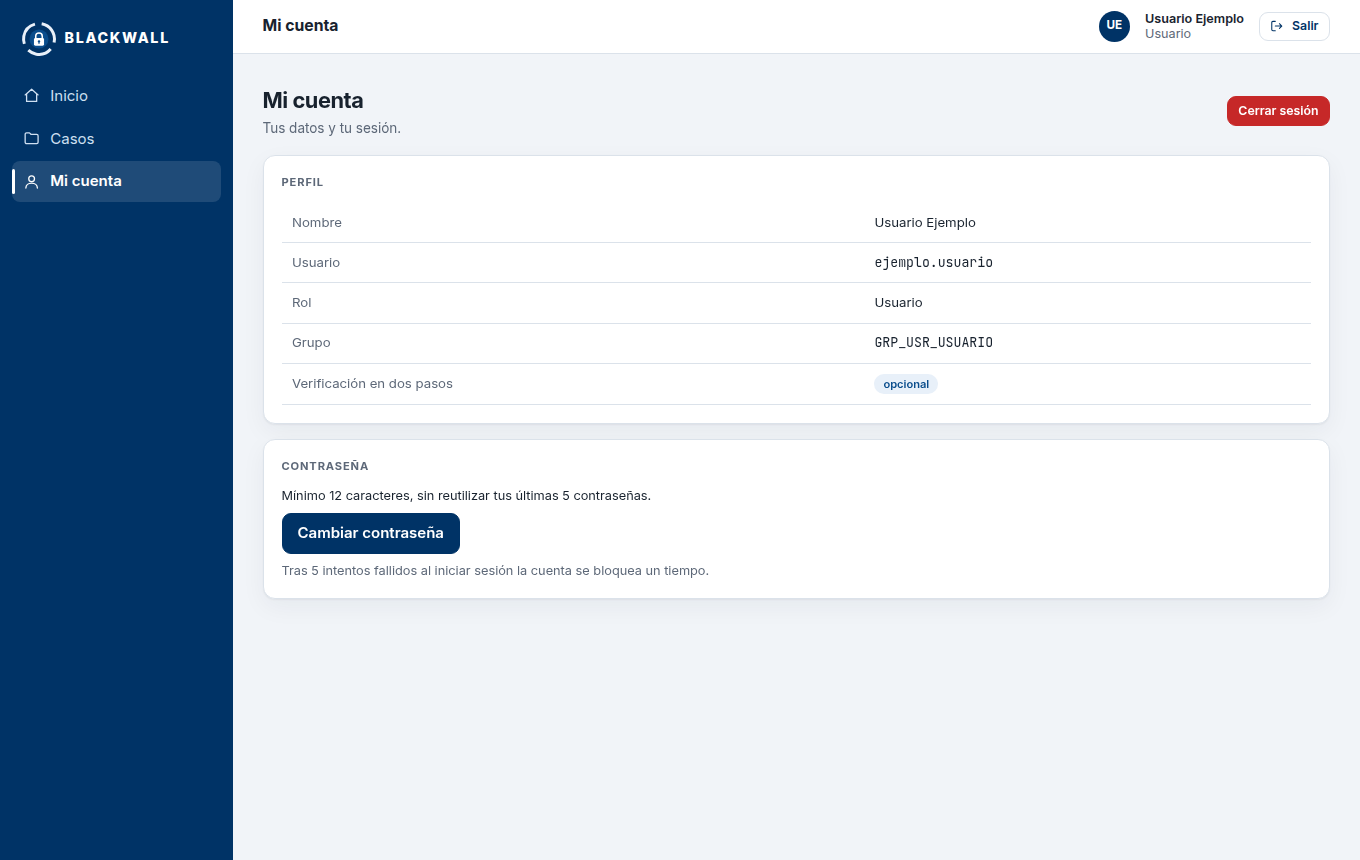 BLACKWALL
Inicio
Casos
Mi cuenta
Mi cuenta
UE
Usuario Ejemplo
Usuario
Salir
Mi cuenta
Tus datos y tu sesión.
Cerrar sesión
PERFIL
Nombre Usuario Ejemplo
Usuario ejemplo.usuario
Rol Usuario
Grupo GRP_USR_USUARIO
Verificación en dos pasos opcional
CONTRASEÑA
Mínimo 12 caracteres, sin reutilizar tus últimas 5 contraseñas.
Cambiar contraseña
Tras 5 intentos fallidos al iniciar sesión la cuenta se bloquea un tiempo.